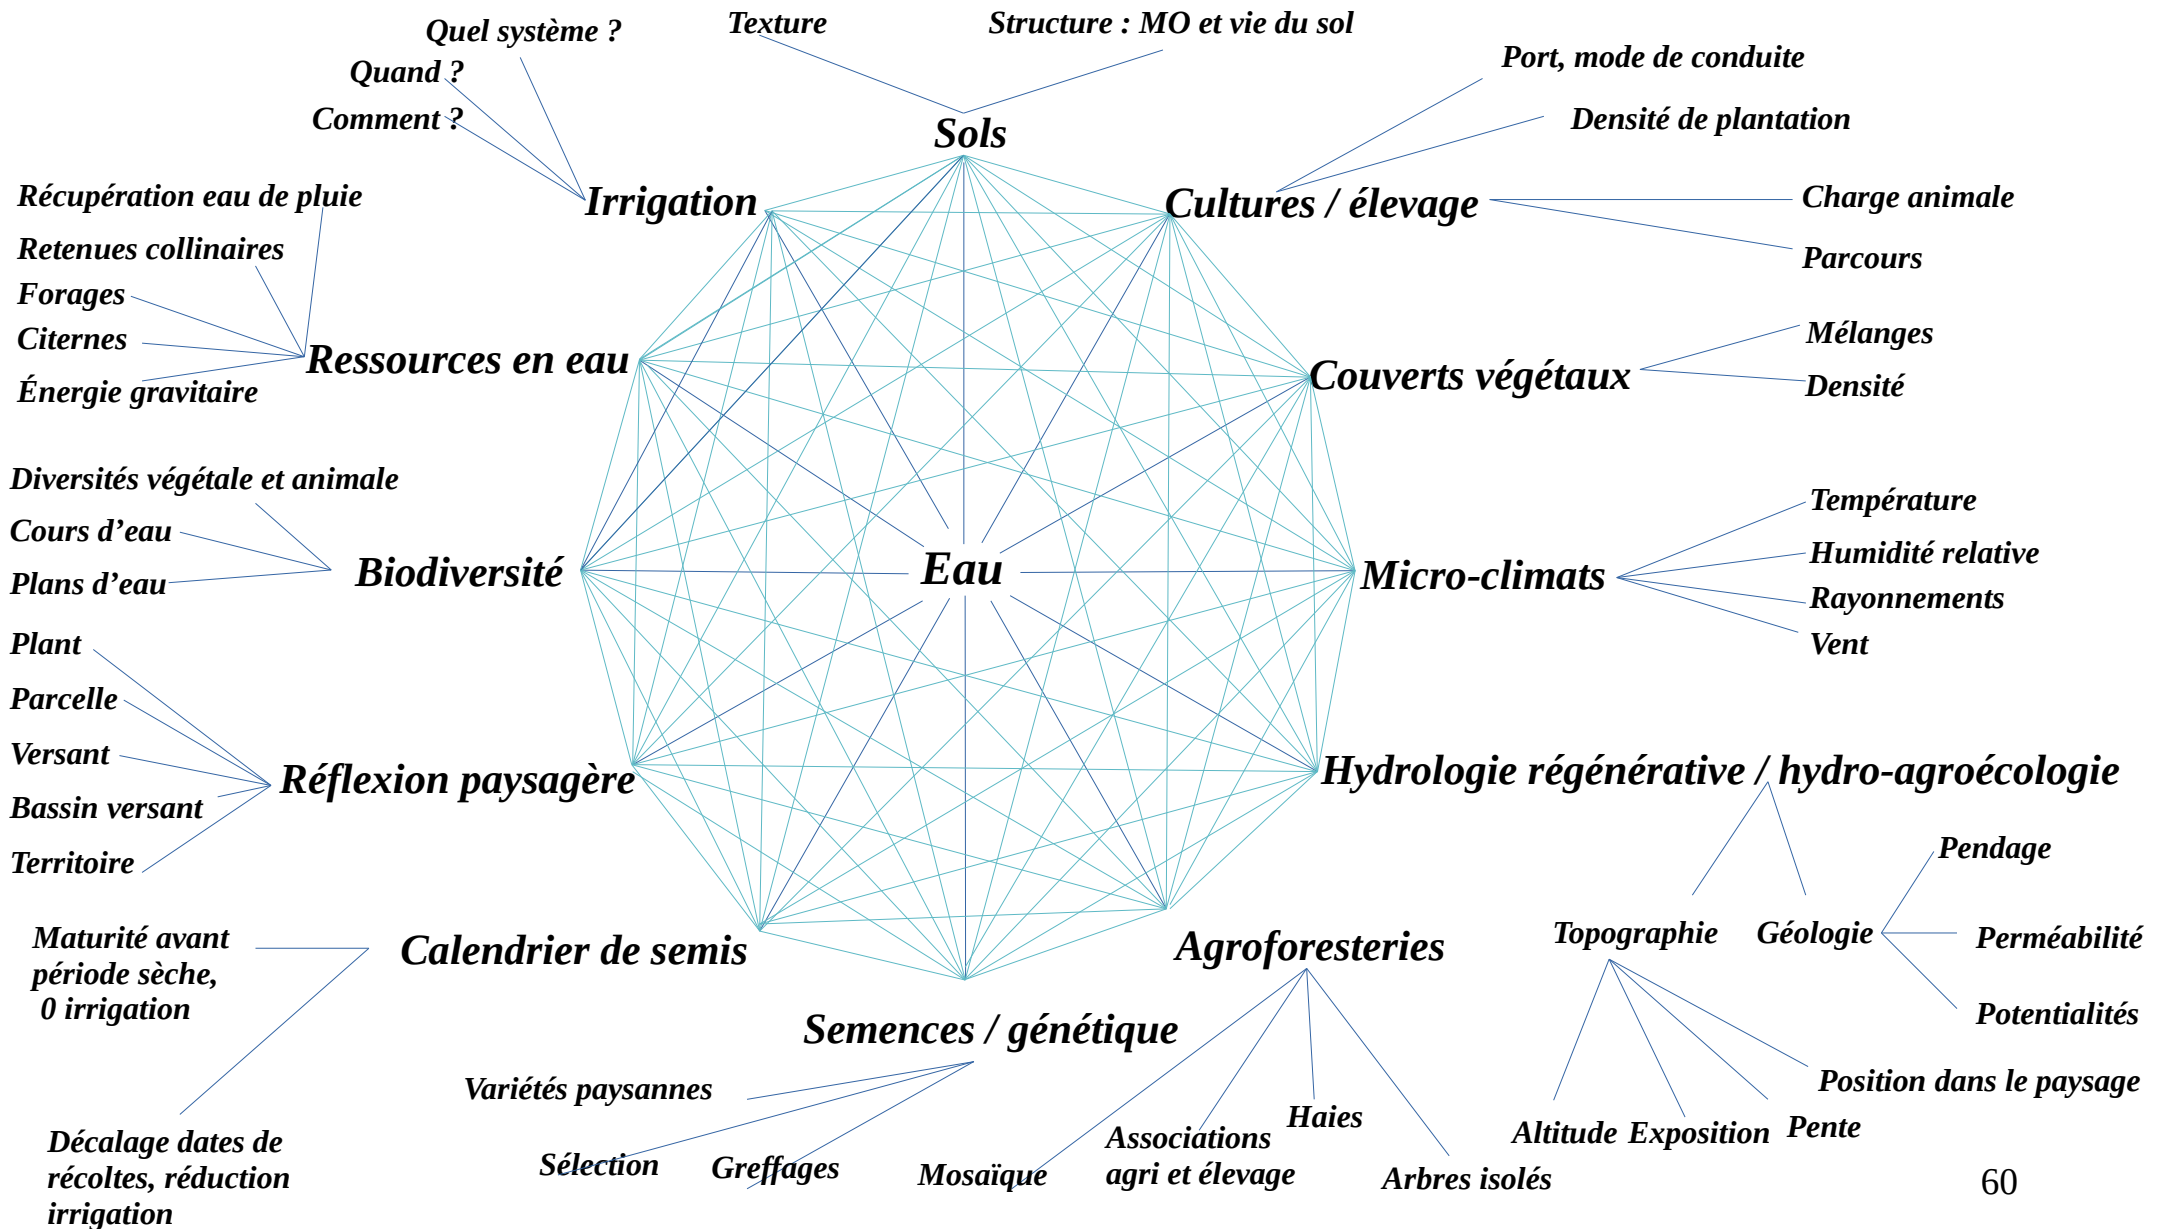 Quel système ?
Texture
Structure : MO et vie du sol
Quand ?
Port, mode de conduite
Comment ?
Densité de plantation
Sols
Récupération eau de pluie
Irrigation
Cultures / élevage
Charge animale
Retenues collinaires
Parcours
Forages
Citernes
Mélanges
Ressources en eau
Couverts végétaux
Énergie gravitaire
Densité
Diversités végétale et animale
Température
Cours d’eau
Humidité relative
Biodiversité
Eau
Micro-climats
Plans d’eau
Rayonnements
Plant
Vent
Parcelle
Versant
Réflexion paysagère
Hydrologie régénérative / hydro-agroécologie
Bassin versant
Pendage
Territoire
Topographie
Géologie
Perméabilité
Maturité avant
période sèche,
0 irrigation
Calendrier de semis
Agroforesteries
Potentialités
Semences / génétique
Position dans le paysage
Variétés paysannes
Haies
Altitude
Exposition
Pente
Décalage dates de
récoltes, réduction
irrigation
Sélection
Greffages
Mosaïque
Associations
agri et élevage
Arbres isolés
60